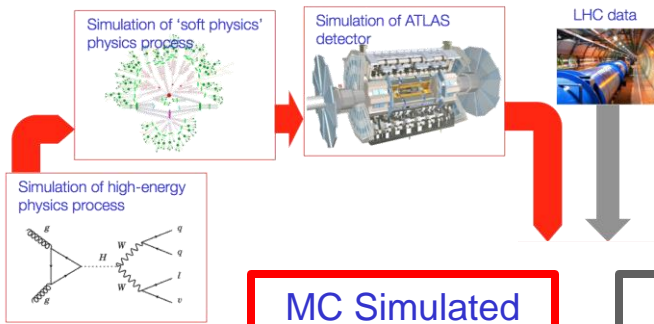 Simulation of 'soft physics'
physics process
Simulation of ATLAS
detector
LHC data
Simulation of high-energy
physics process
g
g
H
W
W
q
q
l
v
MC Simulated